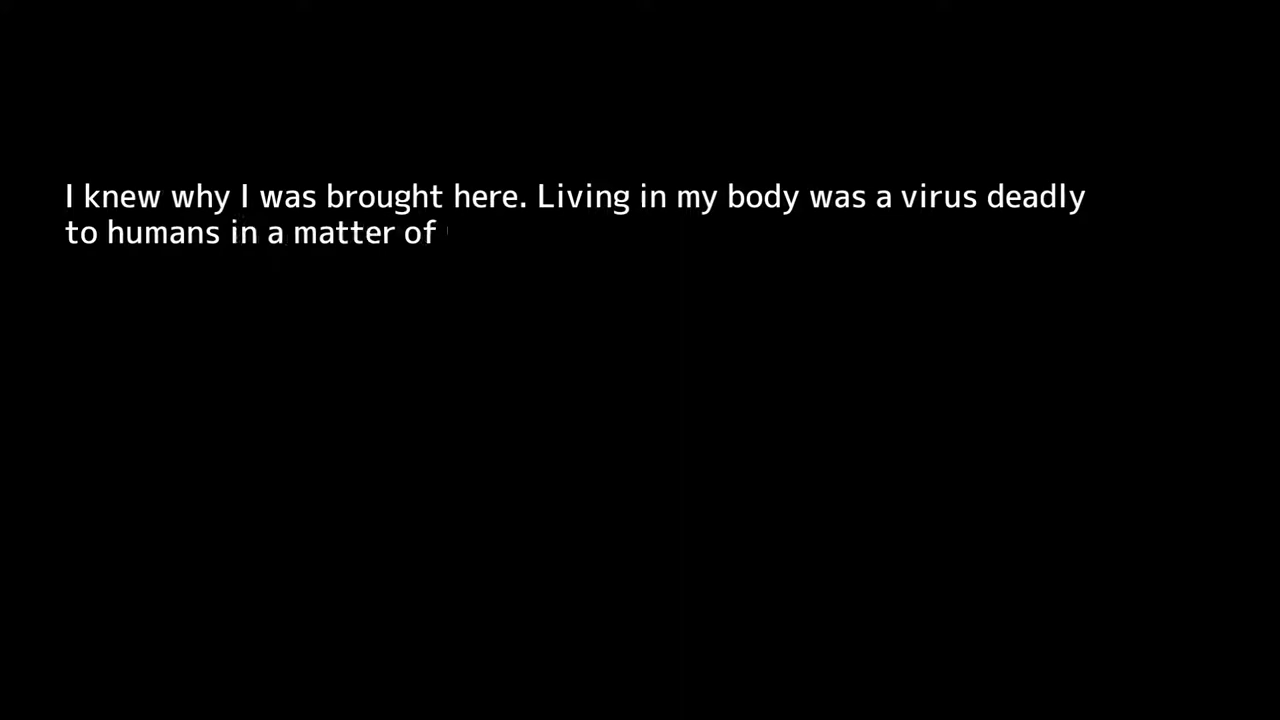 I knew why I was brought here. Living in my body was a virus deadly
to humans in a matter of